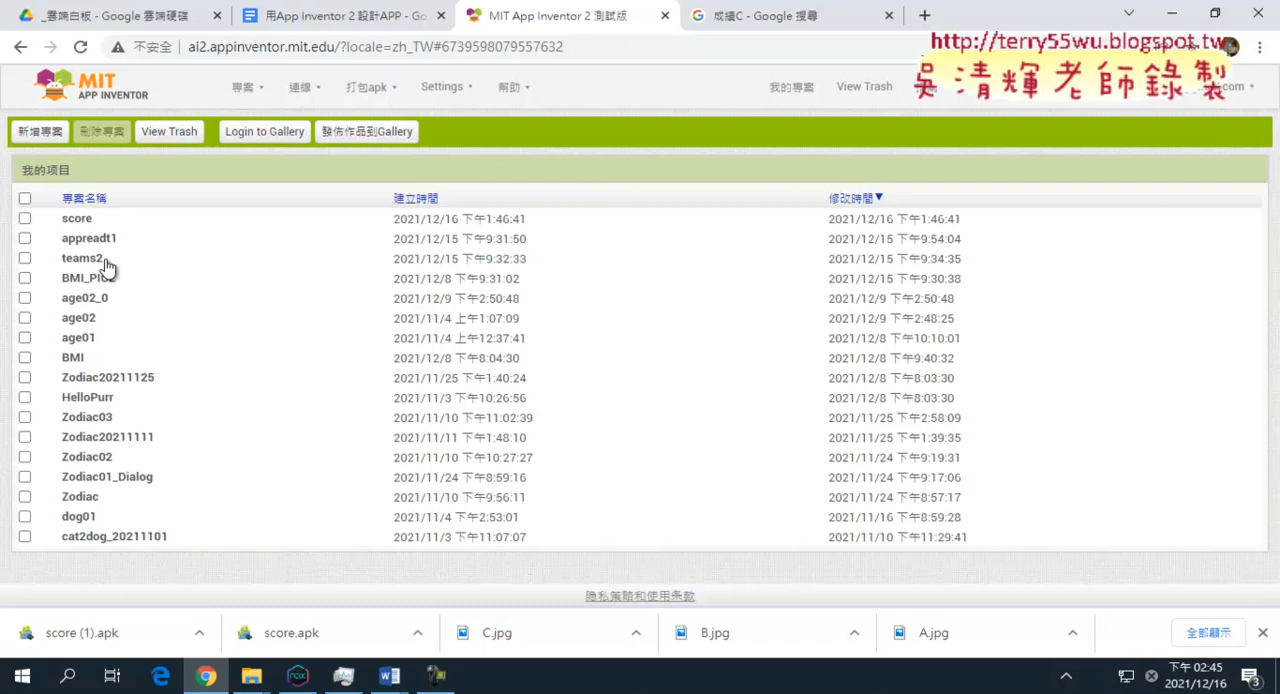 _雲端白板 - Google 雲端硬碟
用App Inventor 2 設計APP - Go
MIT App Inventor 2 測試版
成績C - Google 搜尋
不安全
ai2.appinventor.mit.edu/?locale=zh_TW#6739598079557632
http://terry55wu.blogspot.tw
吳清輝老師錄製
MIT
APP INVENTOR
專案
連線
打包apk
Settings
幫助
我的專案
View Trash
.com
新增專案
刪除專案
View Trash
Login to Gallery
發佈作品到Gallery
我的项目
專案名稱 建立時間 修改時間▼
score 2021/12/16 下午1:46:41 2021/12/16 下午1:46:41
appreadt1 2021/12/15 下午9:31:50 2021/12/15 下午9:54:04
teams2 2021/12/15 下午9:32:33 2021/12/15 下午9:34:35
BMI_PIC2 2021/12/8 下午9:31:02 2021/12/8 下午9:30:38
age02_0 2021/12/9 下午2:50:48 2021/12/9 下午2:50:48
age02 2021/11/4 上午1:07:09 2021/12/9 下午2:48:25
age01 2021/11/4 上午12:37:41 2021/12/8 下午10:10:01
BMI 2021/12/8 下午8:04:30 2021/12/8 下午9:40:32
Zodiac20211125 2021/11/25 下午1:40:24 2021/12/8 下午8:03:30
HelloPurr 2021/11/3 下午10:26:56 2021/12/8 下午8:03:30
Zodiac03 2021/11/10 下午11:02:39 2021/11/25 下午2:58:09
Zodiac20211111 2021/11/11 下午1:48:10 2021/11/25 下午1:39:35
Zodiac02 2021/11/10 下午10:27:27 2021/11/24 下午9:19:31
Zodiac01_Dialog 2021/11/24 下午8:59:16 2021/11/24 下午9:17:06
Zodiac 2021/11/10 下午9:56:11 2021/11/24 下午8:57:17
dog01 2021/11/4 下午2:53:01 2021/11/16 下午8:59:28
cat2dog_20211101 2021/11/3 下午11:07:07 2021/11/10 下午11:29:41
隐私策略和使用条款
score (1).apk
score.apk
C.jpg
B.jpg
A.jpg
全部顯示
下午 02:45
2021/12/16
3